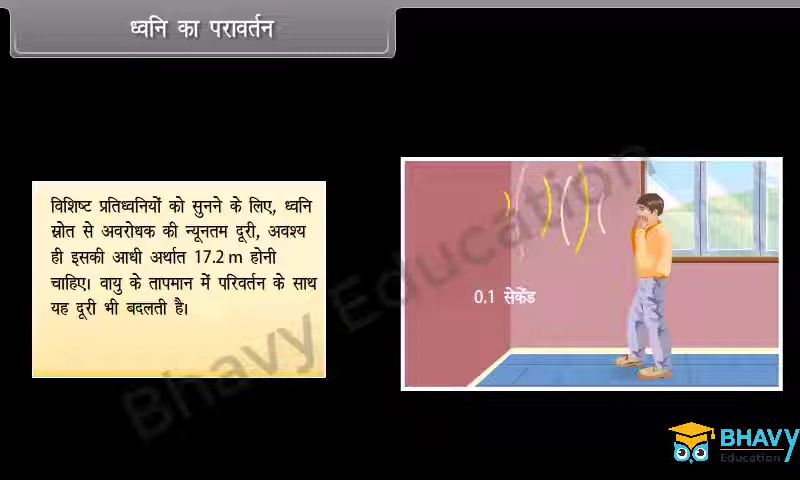 ध्वनि का परावर्तन
विशिष्ट प्रतिध्वनियों को सुनने के लिए, ध्वनि
स्रोत से अवरोधक की न्यूनतम दूरी, अवश्य
ही इसकी आधी अर्थात 17.2 m होनी
चाहिए। वायु के तापमान में परिवर्तन के साथ
यह दूरी भी बदलती है।
0.1 सेकेंड
Bhavy Education
BHAVY
Education